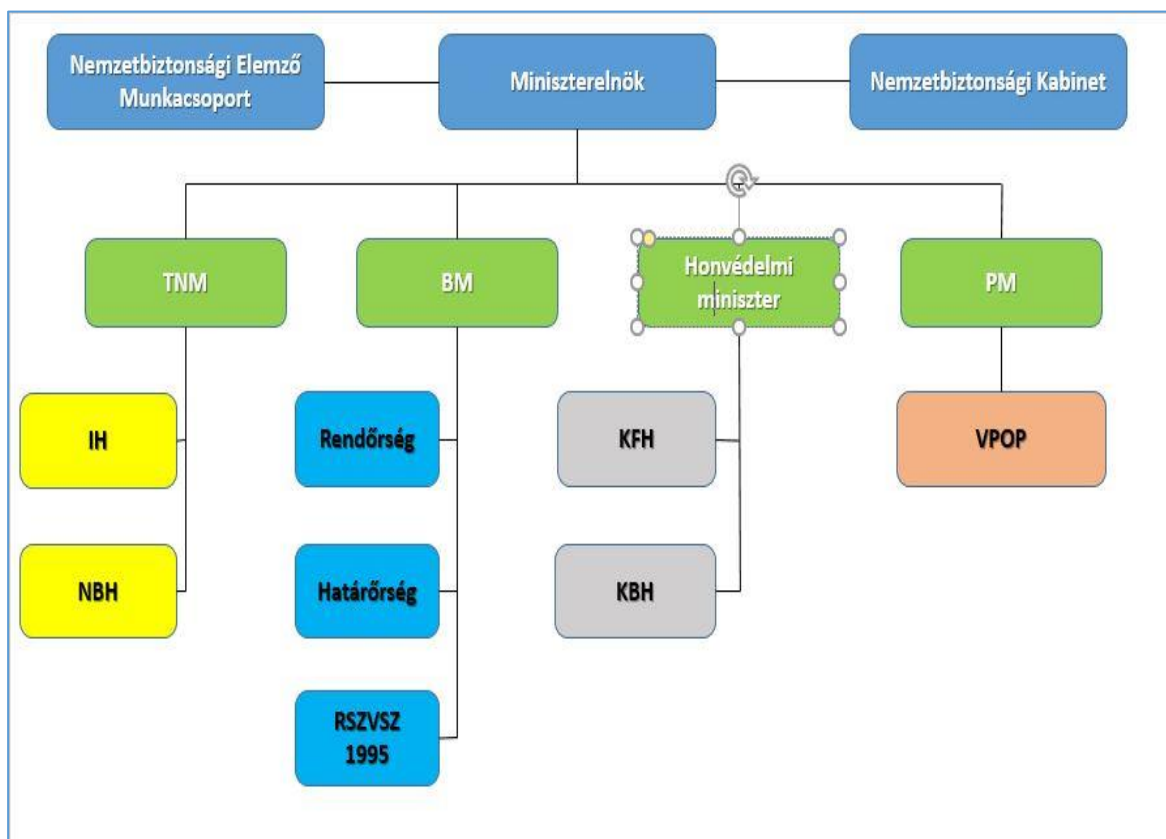 Nemzetbiztonsági Elemző
Munkacsoport
Miniszterelnök
Nemzetbiztonsági Kabinet
TNM
BM
Honvédelmi
miniszter
PM
IH
Rendőrség
KFH
VPOP
NBH
Határőrség
KBH
RSZVSZ
1995